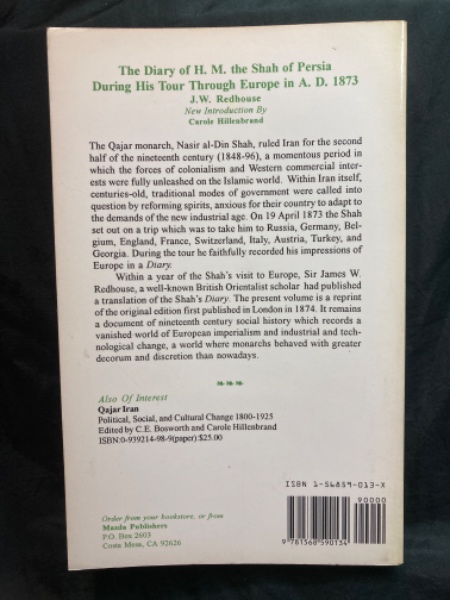 The Diary of H. M. the Shah of Persia
During His Tour Through Europe in A. D. 1873
J.W. Redhouse
New Introduction By
Carole Hillenbrand
The Qajar monarch, Nasir al-Din Shah, ruled Iran for the second
half of the nineteenth century (1848-96), a momentous period in
which the forces of colonialism and Western commercial inter-
ests were fully unleashed on the Islamic world. Within Iran itself,
centuries-old, traditional modes of government were called into
question by reforming spirits, anxious for their country to adapt to
the demands of the new industrial age. On 19 April 1873 the Shah
set out on a trip which was to take him to Russia, Germany, Bel-
gium, England, France, Switzerland, Italy, Austria, Turkey, and
Georgia. During the tour he faithfully recorded his impressions of
Europe in a Diary.
Within a year of the Shah's visit to Europe, Sir James W.
Redhouse, a well-known British Orientalist scholar had published
a translation of the Shah's Diary. The present volume is a reprint
of the original edition first published in London in 1874. It remains
a document of nineteenth century social history which records a
vanished world of European imperialism and industrial and tech-
nological change, a world where monarchs behaved with greater
decorum and discretion than nowadays.
Also Of Interest
Qajar Iran
Political, Social, and Cultural Change 1800-1925
Edited by C.E. Bosworth and Carole Hillenbrand
ISBN:0-939214-98-9(paper):$25.00
ISBN 1-56859-013-X
90000
9 781568 590134
Order from your bookstore, or from
Mazda Publishers
P.O. Box 2603
Costa Mesa, CA 92626